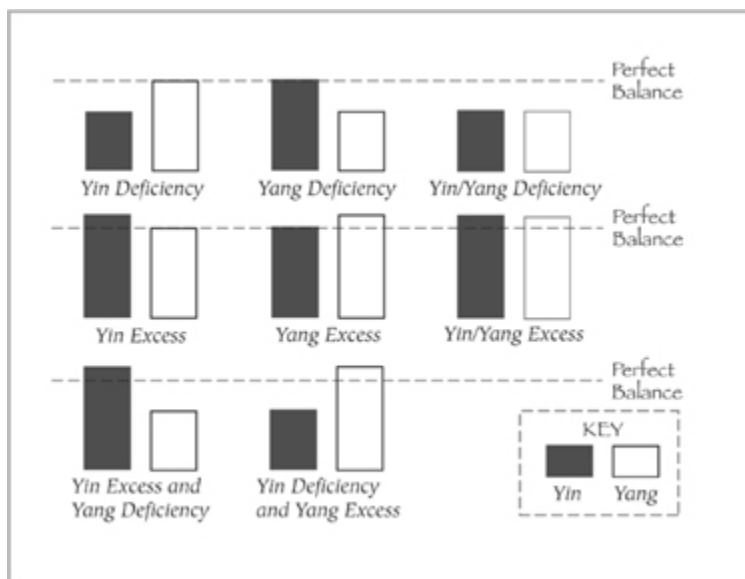 Perfect
Balance
Yin Deficiency
Yang Deficiency
Yin/Yang Deficiency
Perfect
Balance
Yin Excess
Yang Excess
Yin/Yang Excess
Perfect
Balance
Yin Excess and
Yang Deficiency
Yin Deficiency
and Yang Excess
KEY
Yin
Yang